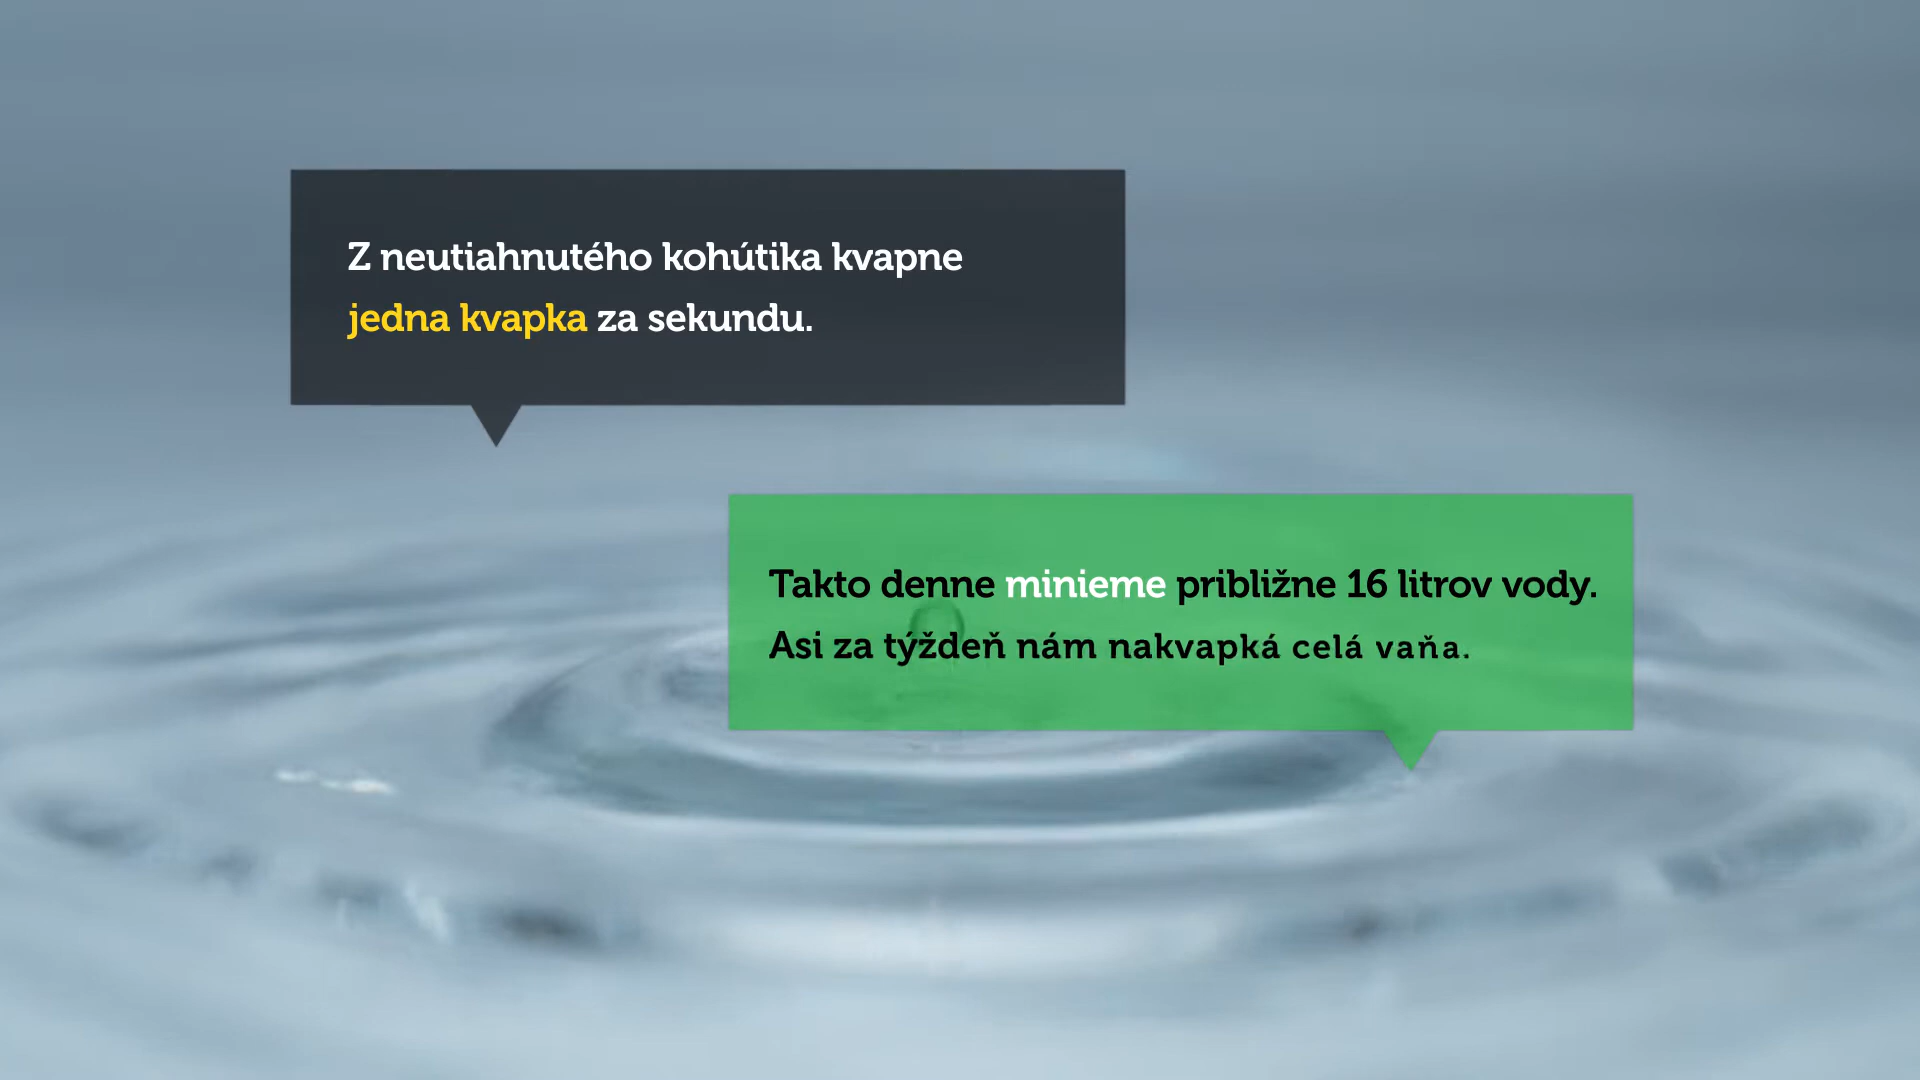 Z neutiahnutého kohútika kvapne
jedna kvapka za sekundu.
Takto denne minieme približne 16 litrov vody.
Asi za týždeň nám nakvapká celá vaňa.